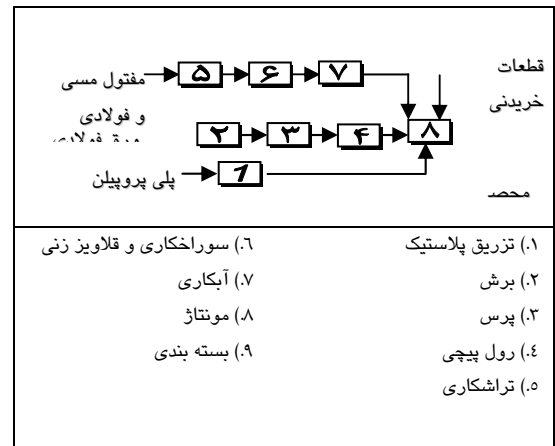 قطعات
خریدنی
مفتول مسی
۵ ۶ ۷
و فولادی
۲ ۳ ۴ ۸
پلی پروپیلن
1
۱.) تزریق پلاستیک
۲.) برش
۳.) پرس
۴.) رول پیچی
۵.) تراشکاری
۶.) سوراخکاری و قلاویز زنی
۷.) آبکاری
۸.) مونتاژ
۹.) بسته بندی